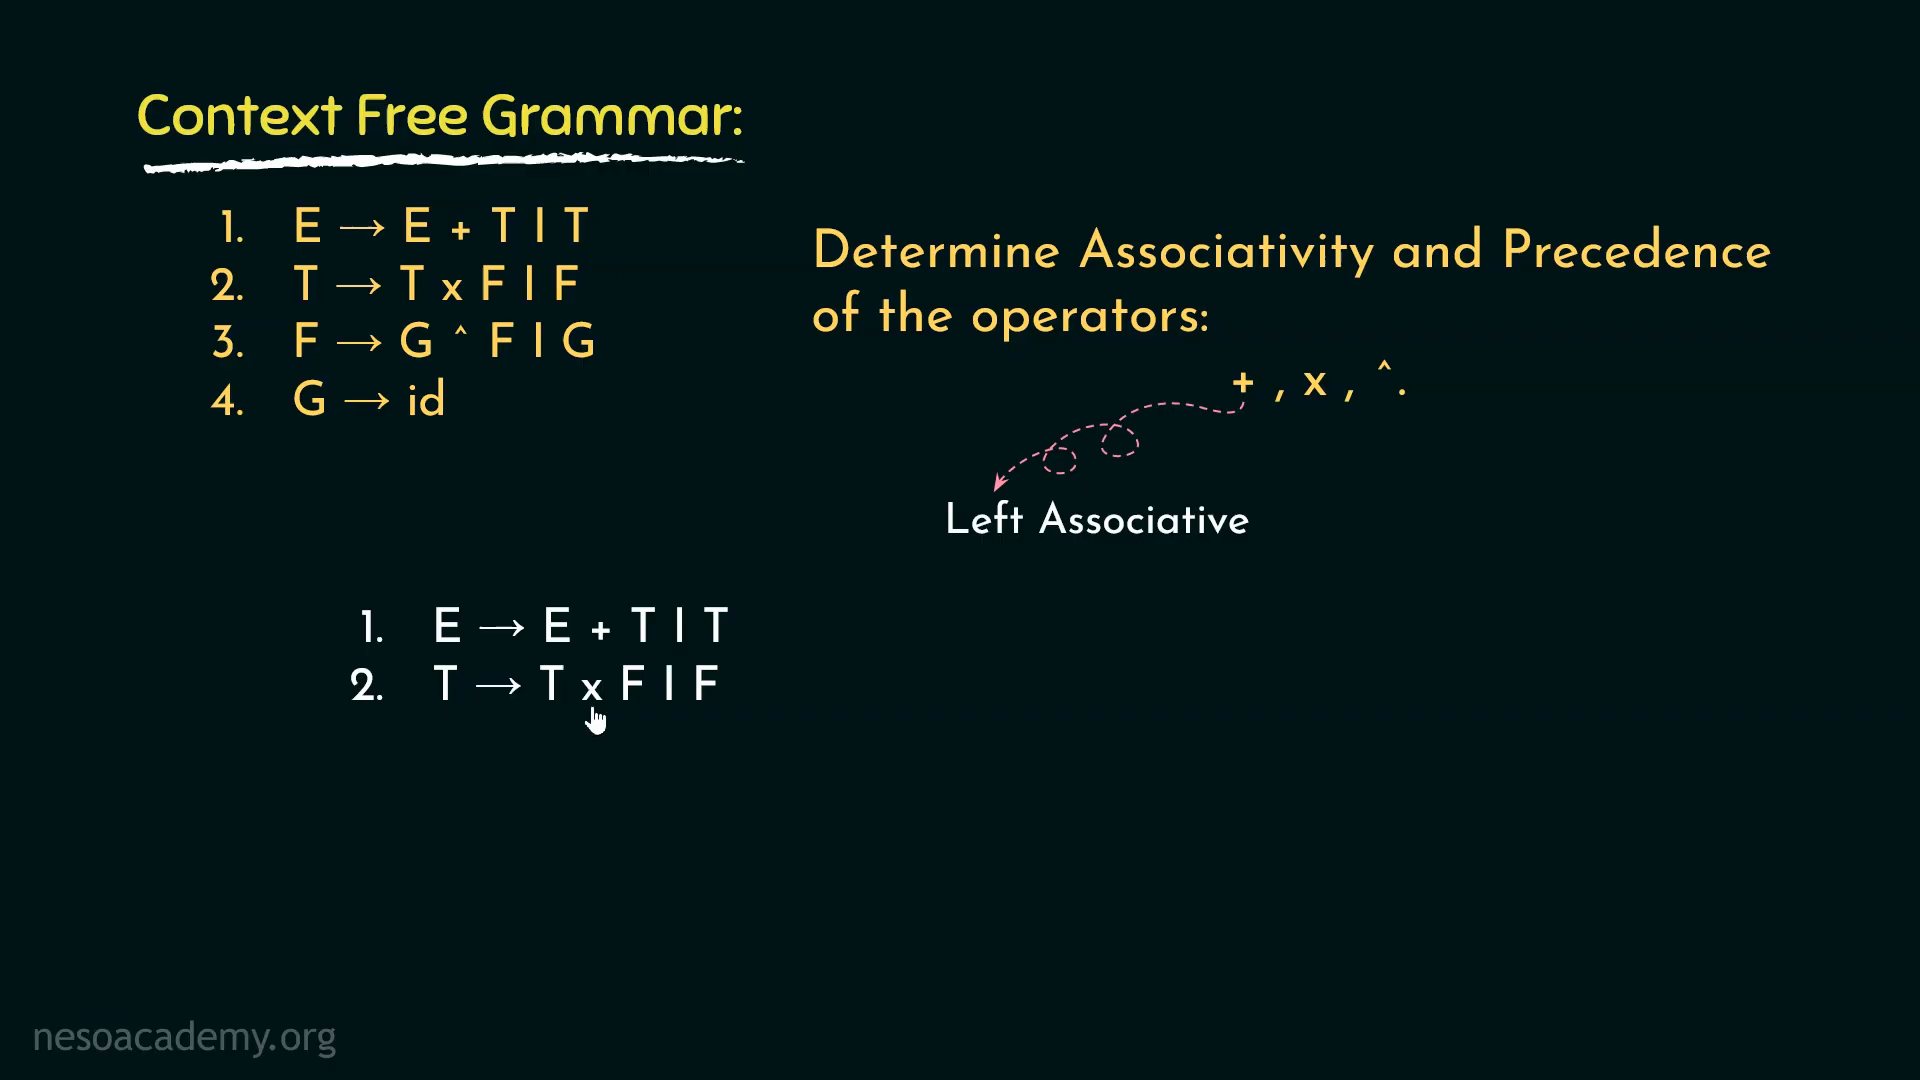 Context Free Grammar:
1. E → E + T | T
2. T → T x F | F
3. F → G ^ F | G
4. G → id
Determine Associativity and Precedence
of the operators:
+ , x , ^.
Left Associative
1. E → E + T | T
2. T → T x F | F
nesoacademy.org